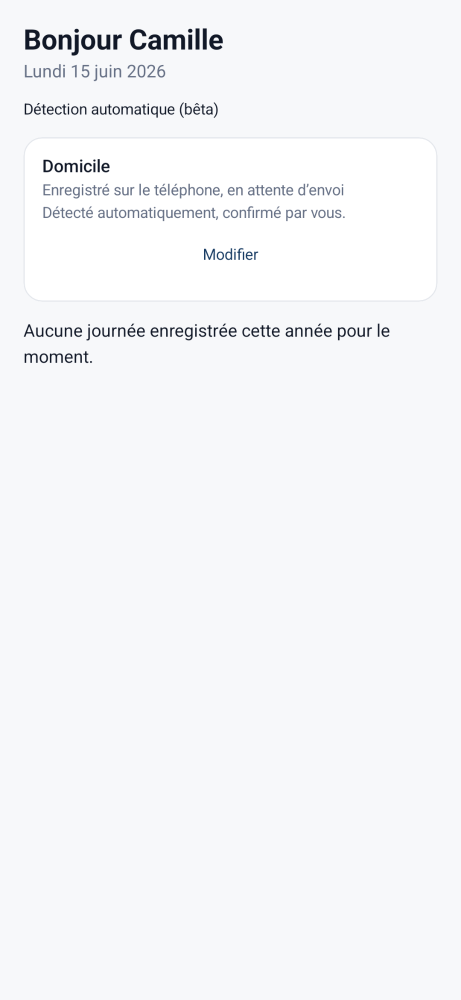 Bonjour Camille
Lundi 15 juin 2026
Détection automatique (bêta)
Domicile
Enregistré sur le téléphone, en attente d’envoi
Détecté automatiquement, confirmé par vous.
Modifier
Aucune journée enregistrée cette année pour le
moment.